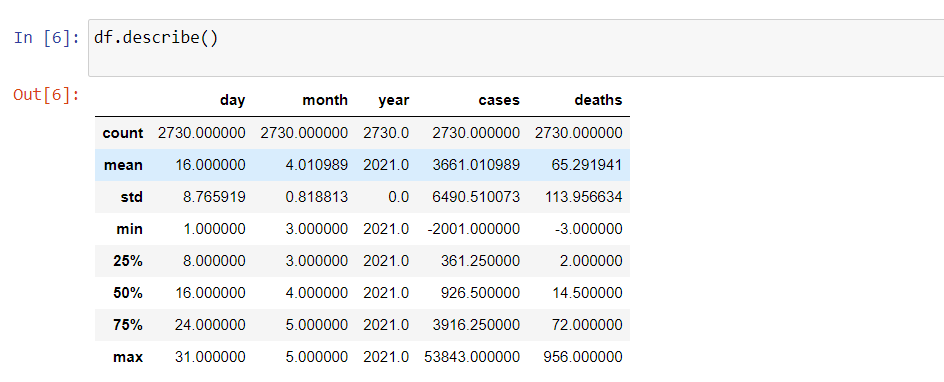 In [6]: df.describe()
Out[6]:
day month year cases deaths
count 2730.000000 2730.000000 2730.0 2730.000000 2730.000000
mean 16.000000 4.010989 2021.0 3661.010989 65.291941
std 8.765919 0.818813 0.0 6490.510073 113.956634
min 1.000000 3.000000 2021.0 -2001.000000 -3.000000
25% 8.000000 3.000000 2021.0 361.250000 2.000000
50% 16.000000 4.000000 2021.0 926.500000 14.500000
75% 24.000000 5.000000 2021.0 3916.250000 72.000000
max 31.000000 5.000000 2021.0 53843.000000 956.000000